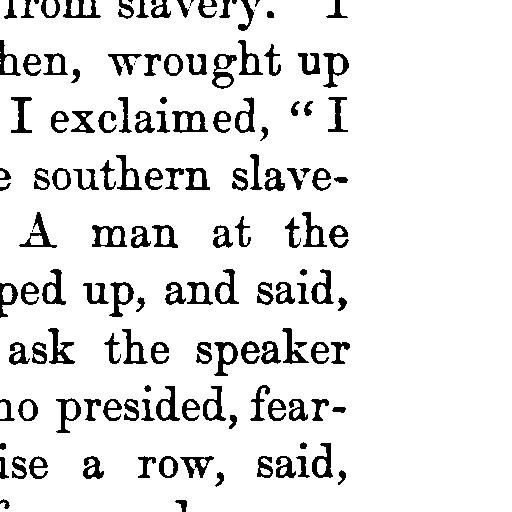 from slavery. I
hen, wrought up
I exclaimed, “ I
e southern slave-
A man at the
ped up, and said,
ask the speaker
ho presided, fear-
ise a row, said,